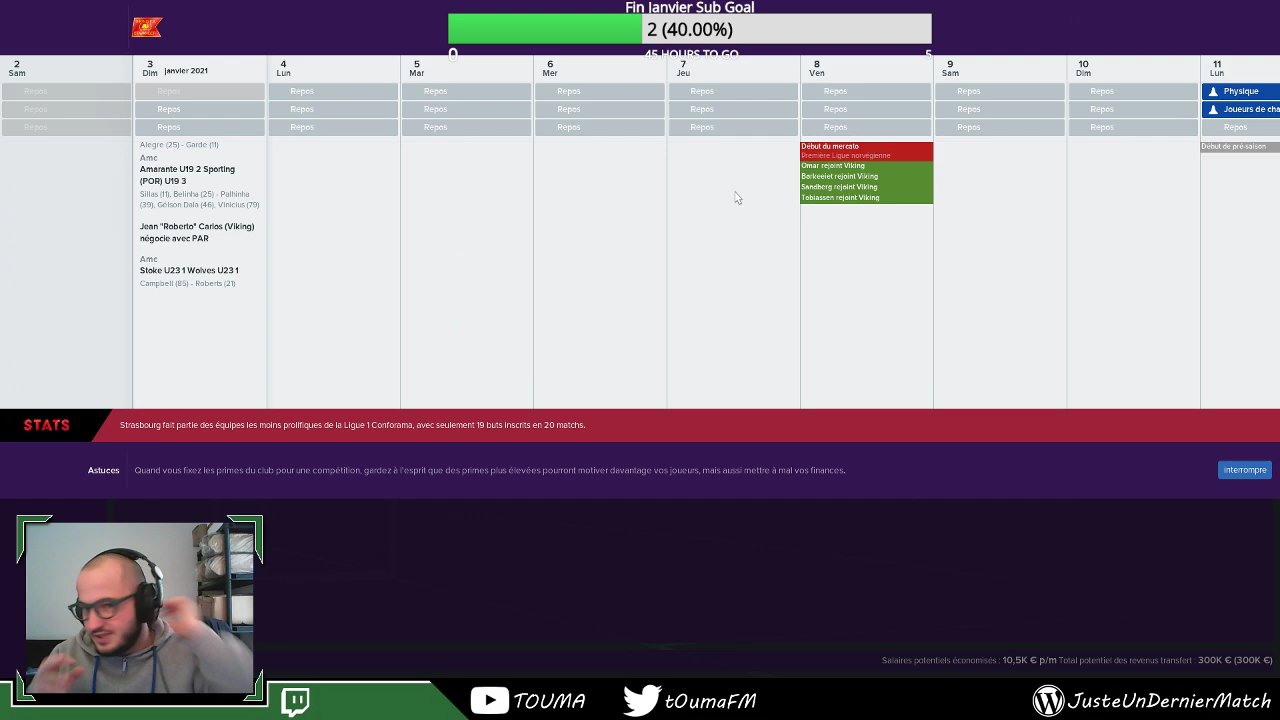 Fin Janvier Sub Goal
2 (40.00%)
0
45 HOURS TO GO
5
2
Sam
3
Dim
janvier 2021
4
Lun
5
Mar
6
Mer
7
Jeu
8
Ven
9
Sam
10
Dim
11
Lun
Repos Repos Repos Repos Repos Repos Repos Repos Repos Physique
Repos Repos Repos Repos Repos Repos Repos Repos Repos Joueurs de cha
Repos Repos Repos Repos Repos Repos Repos Repos Repos Repos
Alegre (25) - Garde (11)
Amc
Amarante U19 2 Sporting
(POR) U19 3
Sillas (11), Belinha (25) - Palhinha
(39), Gélson Dala (46), Vinicius (79)
Jean "Roberto" Carlos (Viking)
négocie avec PAR
Amc
Stoke U23 1 Wolves U23 1
Campbell (85) - Roberts (21)
Début du mercato
Première Ligue norvégienne
Omar rejoint Viking
Børkeeiet rejoint Viking
Sandberg rejoint Viking
Tobiassen rejoint Viking
Début de pré-saison
STATS
Strasbourg fait partie des équipes les moins prolifiques de la Ligue 1 Conforama, avec seulement 19 buts inscrits en 20 matches.
Astuces
Quand vous fixez les primes du club pour une compétition, gardez à l'esprit que des primes plus élevées pourront motiver davantage vos joueurs, mais aussi mettre à mal vos finances.
Interrompre
Salaires potentiels économisés : 10,5K € p/m Total potentiel des revenus transfert : 300K € (300K €)
TOUMA
tOumaFM
JusteUnDernierMatch